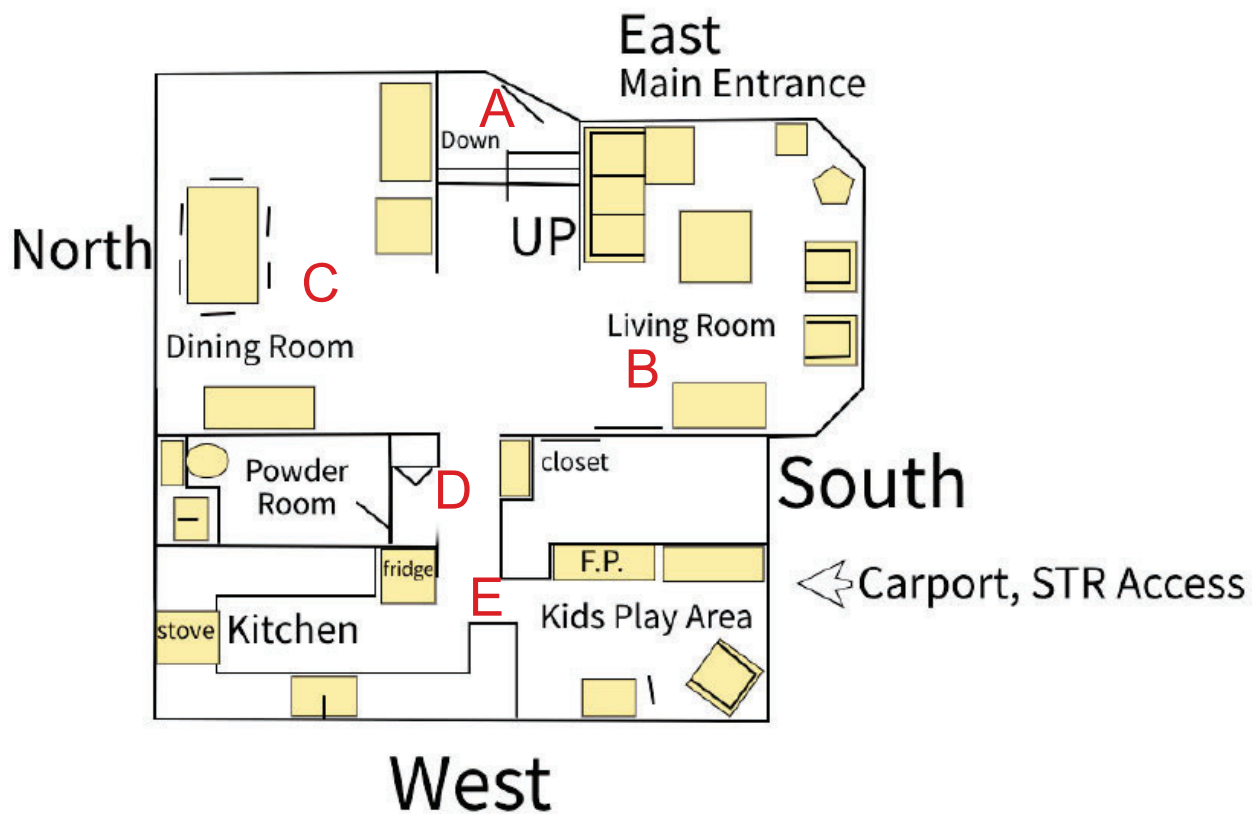 East
Main Entrance
A
Down
North
UP
C
Dining Room
Living Room
B
Powder
Room
D
closet
South
fridge
F.P.
E
Carport, STR Access
stove
Kitchen
Kids Play Area
West